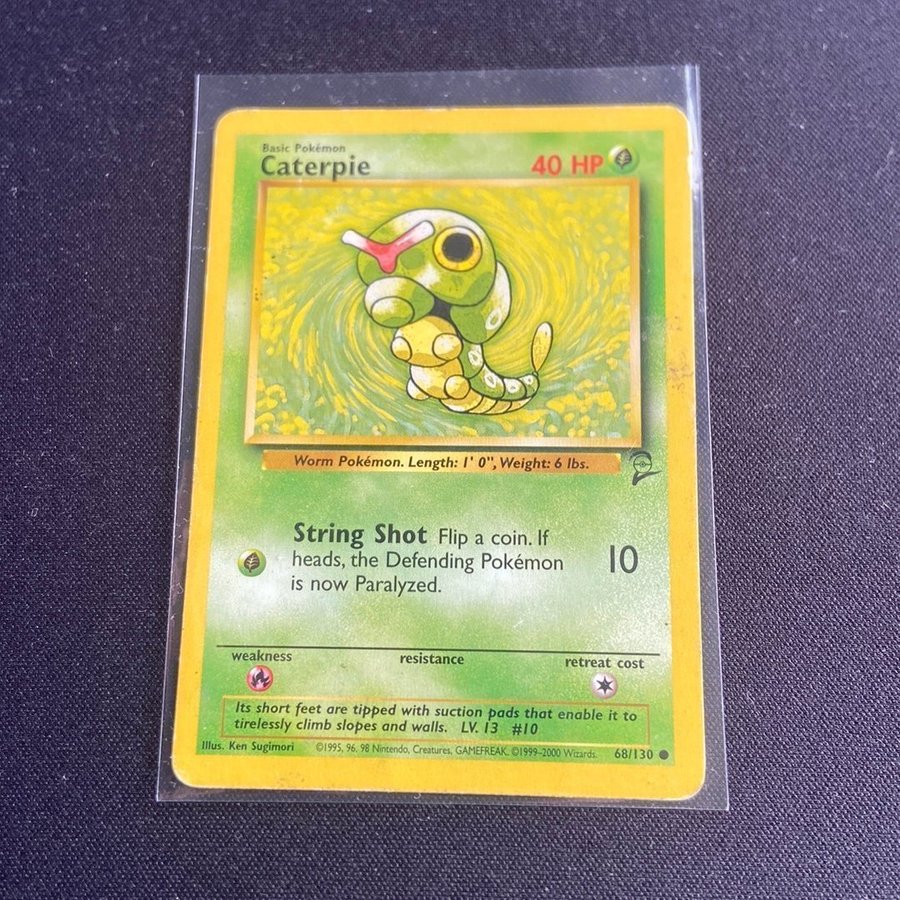 Basic Pokémon
Caterpie
40 HP
Worm Pokémon. Length: 1' 0", Weight: 6 lbs.
String Shot Flip a coin. If
heads, the Defending Pokémon
is now Paralyzed.
10
weakness
resistance
retreat cost
Its short feet are tipped with suction pads that enable it to
tirelessly climb slopes and walls. LV. 13 #10
Illus. Ken Sugimori ©1995, 96, 98 Nintendo, Creatures, GAMEFREAK. ©1999-2000 Wizards. 68/130